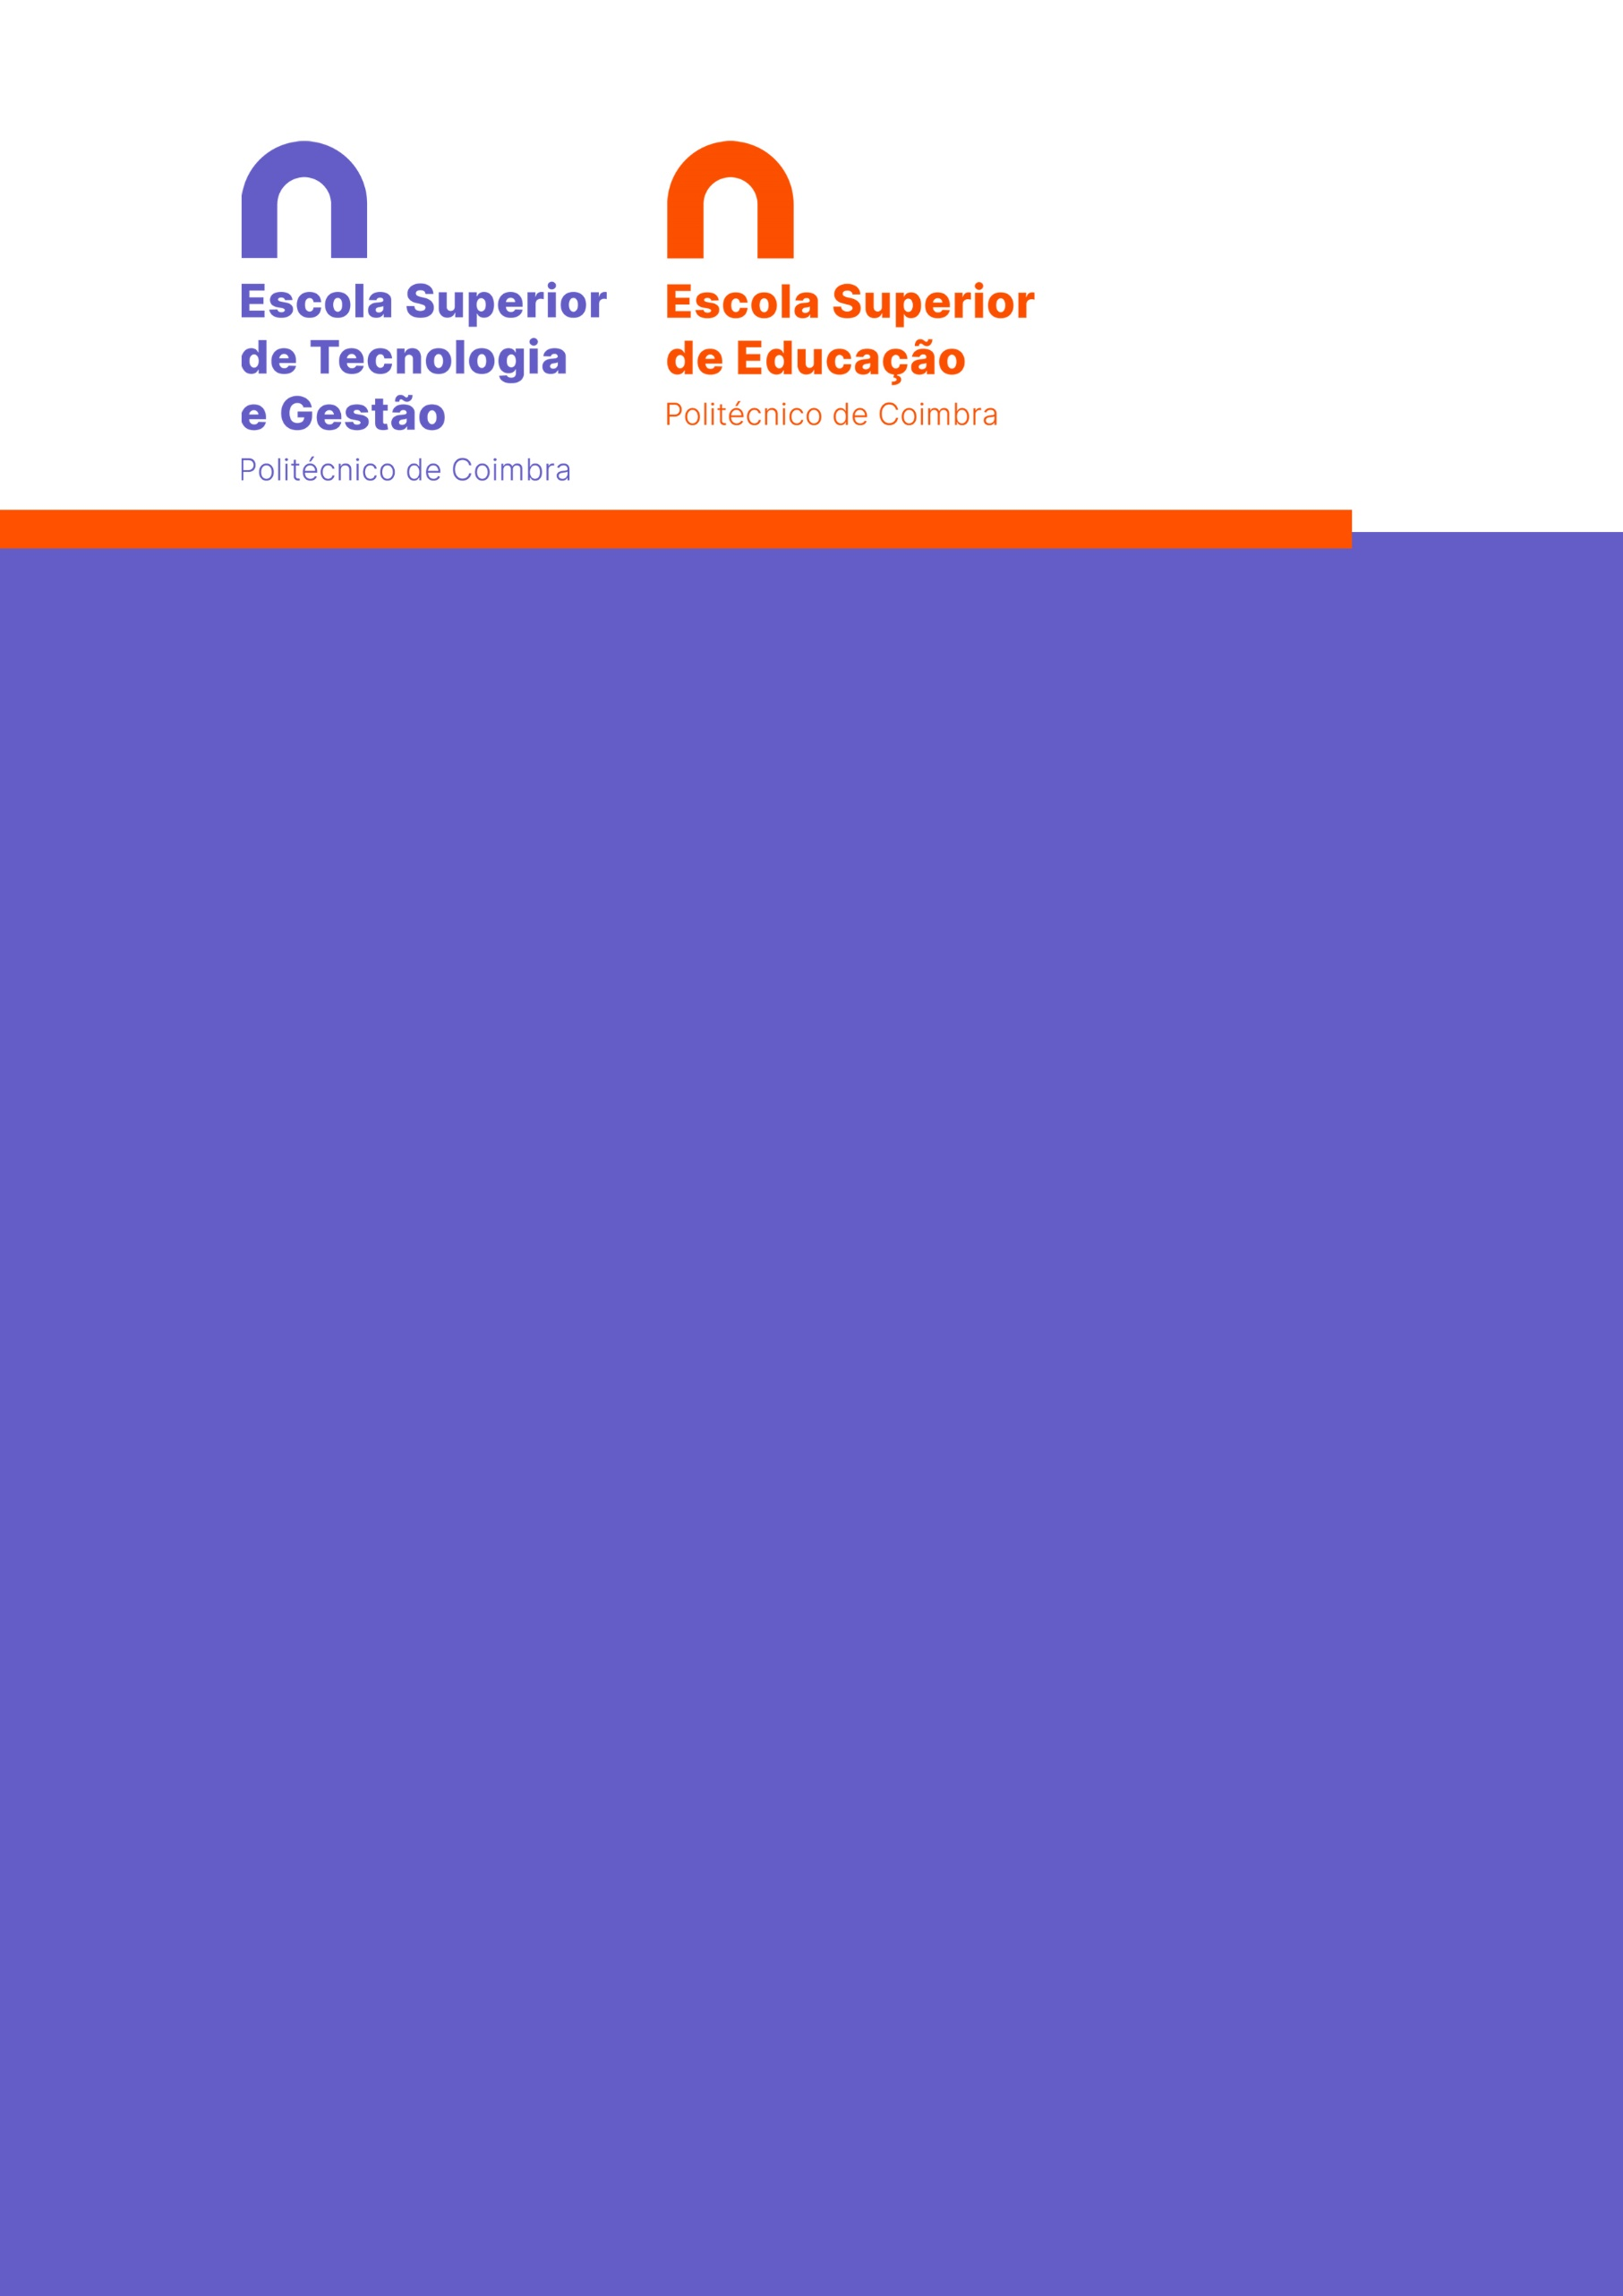 Escola Superior
de Tecnologia
e Gestão
Politécnico de Coimbra
Escola Superior
de Educação
Politécnico de Coimbra